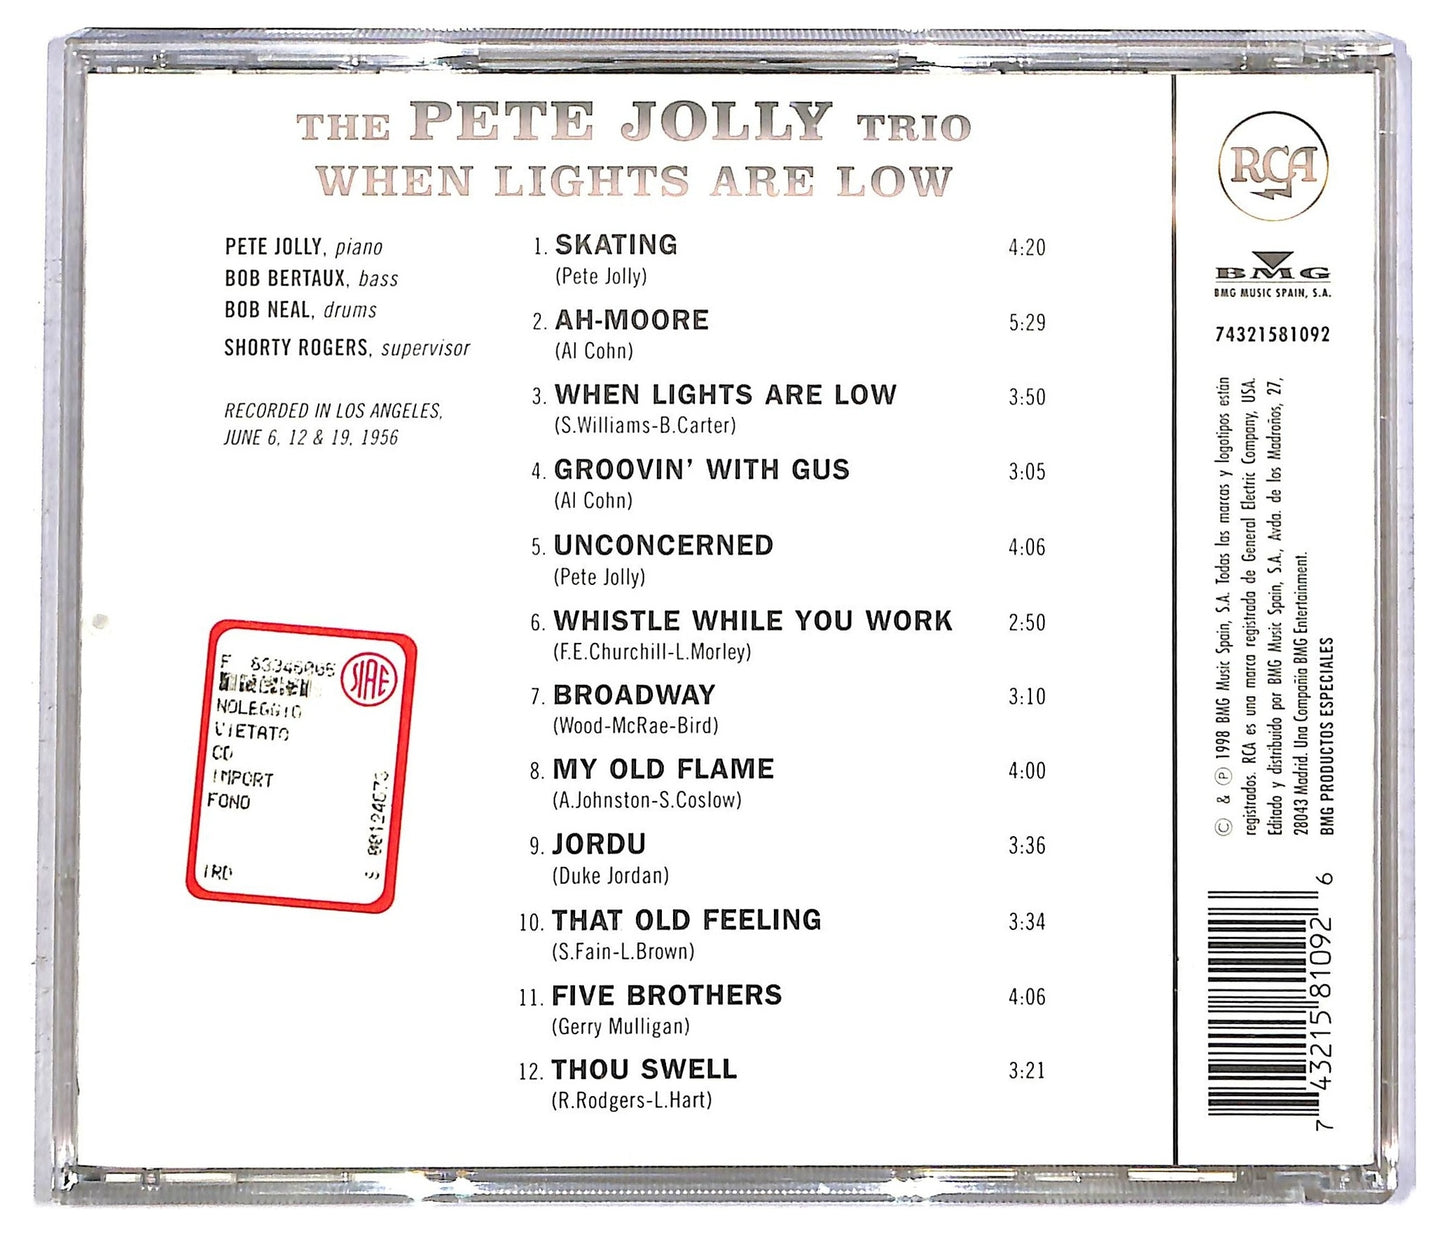 THE PETE JOLLY TRIO
WHEN LIGHTS ARE LOW
PETE JOLLY, piano
BOB BERTAUX, bass
BOB NEAL, drums
SHORTY ROGERS, supervisor
RECORDED IN LOS ANGELES,
JUNE 6, 12 & 19, 1956
1. SKATING 4:20
(Pete Jolly)
2. AH-MOORE 5:29
(Al Cohn)
3. WHEN LIGHTS ARE LOW 3:50
(S.Williams-B.Carter)
4. GROOVIN' WITH GUS 3:05
(Al Cohn)
5. UNCONCERNED 4:06
(Pete Jolly)
6. WHISTLE WHILE YOU WORK 2:50
(F.E.Churchill-L.Morley)
7. BROADWAY 3:10
(Wood-McRae-Bird)
8. MY OLD FLAME 4:00
(A.Johnston-S.Coslow)
9. JORDU 3:36
(Duke Jordan)
10. THAT OLD FEELING 3:34
(S.Fain-L.Brown)
11. FIVE BROTHERS 4:06
(Gerry Mulligan)
12. THOU SWELL 3:21
(R.Rodgers-L.Hart)
SIAE
NOLEGGIO
VIETATO
CD
IMPORT
FONO
IRD
RCA
BMG
BMG MUSIC SPAIN, S.A.
74321581092
© & ℗ 1998 BMG Music Spain, S.A. Todas las marcas y logotipos están
registrados. RCA es una marca registrada de General Electric Company, USA.
Editado y distribuido por BMG Music Spain, S.A., Avda. de los Madroños, 27,
28043 Madrid. Una Compañia BMG Entertainment.
BMG PRODUCTOS ESPECIALES
7 43215 81092 6